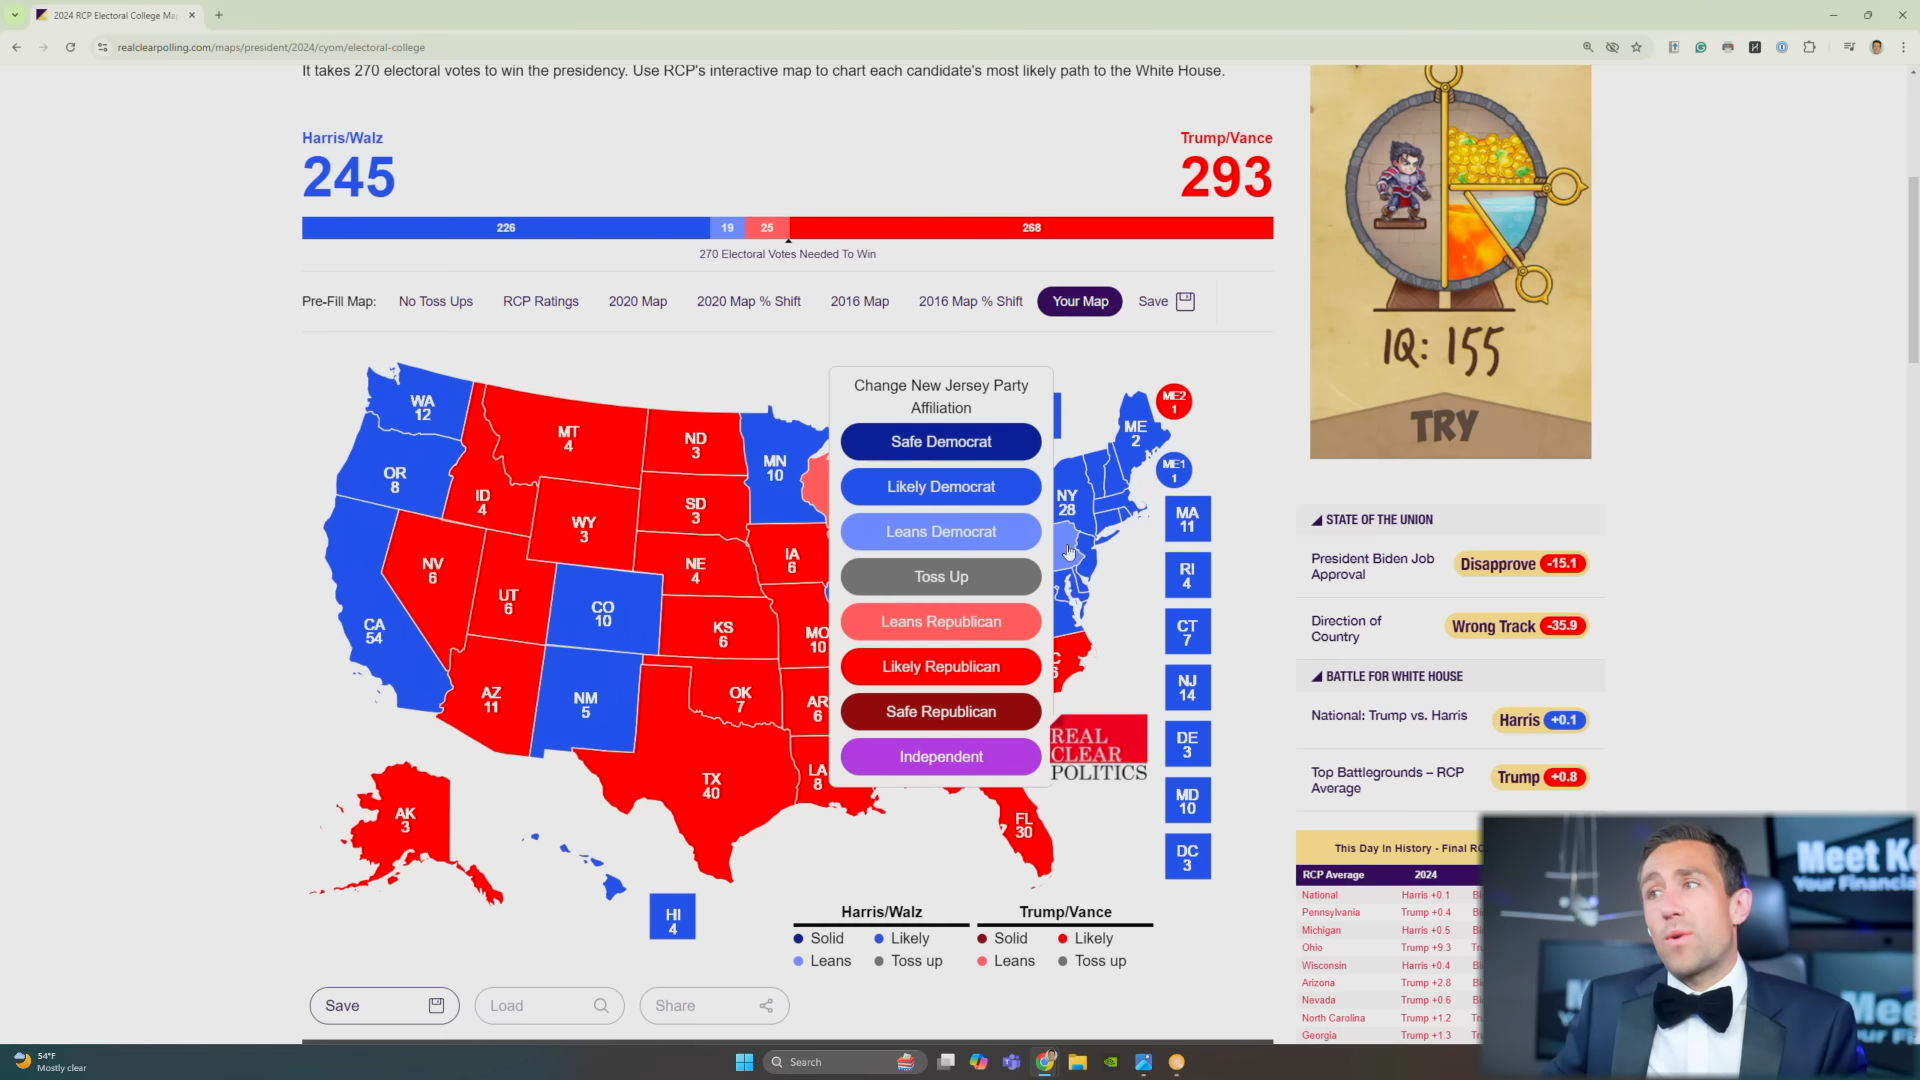 2024 RCP Electoral College Ma
realclearpolling.com/maps/president/2024/cyom/electoral-college
It takes 270 electoral votes to win the presidency. Use RCP's interactive map to chart each candidate's most likely path to the White House.
Harris/Walz
245
Trump/Vance
293
226
19
25
268
270 Electoral Votes Needed To Win
Pre-Fill Map:
No Toss Ups
RCP Ratings
2020 Map
2020 Map % Shift
2016 Map
2016 Map % Shift
Your Map
Save
WA
12
OR
8
CA
54
NV
6
ID
4
MT
4
WY
3
UT
6
AZ
11
CO
10
NM
5
ND
3
SD
3
NE
4
KS
6
OK
7
TX
40
MN
10
IA
6
MO
10
AR
6
LA
8
AK
3
HI
4
FL
30
NY
28
ME
2
ME2
1
ME1
1
MA
11
RI
4
CT
7
NJ
14
DE
3
MD
10
DC
3
Change New Jersey Party
Affiliation
Safe Democrat
Likely Democrat
Leans Democrat
Toss Up
Leans Republican
Likely Republican
Safe Republican
Independent
REAL
CLEAR
POLITICS
Harris/Walz
Solid
Likely
Leans
Toss up
Trump/Vance
Solid
Likely
Leans
Toss up
Save
Load
Share
IQ: 155
TRY
STATE OF THE UNION
President Biden Job
Approval
Disapprove -15.1
Direction of
Country
Wrong Track -35.9
BATTLE FOR WHITE HOUSE
National: Trump vs. Harris
Harris +0.1
Top Battlegrounds – RCP
Average
Trump +0.8
This Day In History - Final RC
RCP Average 2024
National Harris +0.1
Pennsylvania Trump +0.4
Michigan Harris +0.5
Ohio Trump +9.3
Wisconsin Harris +0.4
Arizona Trump +2.8
Nevada Trump +0.6
North Carolina Trump +1.2
Georgia Trump +1.3
Meet Ke
Your Financia
54°F
Mostly clear
Search